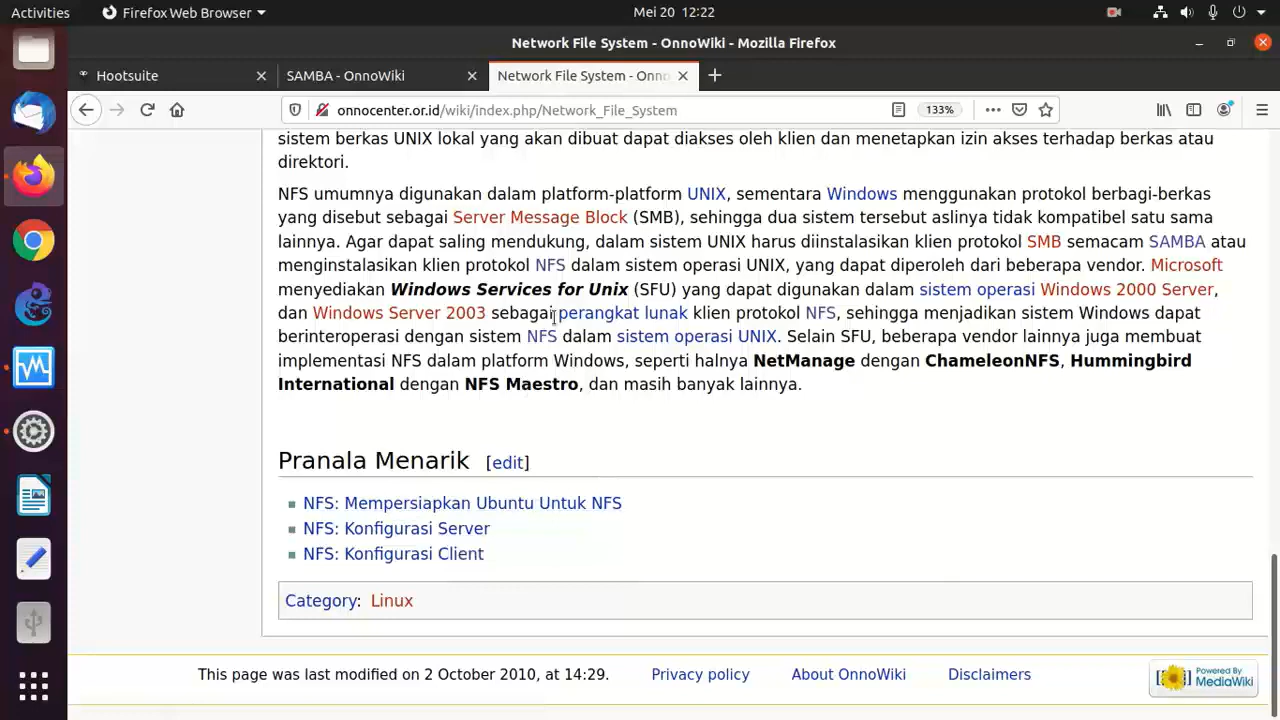 Activities
Firefox Web Browser
Mei 20 12:22
Network File System - OnnoWiki - Mozilla Firefox
Hootsuite
SAMBA - OnnoWiki
Network File System - Onno
onnocenter.or.id/wiki/index.php/Network_File_System
133%
sistem berkas UNIX lokal yang akan dibuat dapat diakses oleh klien dan menetapkan izin akses terhadap berkas atau
direktori.
NFS umumnya digunakan dalam platform-platform UNIX, sementara Windows menggunakan protokol berbagi-berkas
yang disebut sebagai Server Message Block (SMB), sehingga dua sistem tersebut aslinya tidak kompatibel satu sama
lainnya. Agar dapat saling mendukung, dalam sistem UNIX harus diinstalasikan klien protokol SMB semacam SAMBA atau
menginstalasikan klien protokol NFS dalam sistem operasi UNIX, yang dapat diperoleh dari beberapa vendor. Microsoft
menyediakan Windows Services for Unix (SFU) yang dapat digunakan dalam sistem operasi Windows 2000 Server,
dan Windows Server 2003 sebagai perangkat lunak klien protokol NFS, sehingga menjadikan sistem Windows dapat
berinteroperasi dengan sistem NFS dalam sistem operasi UNIX. Selain SFU, beberapa vendor lainnya juga membuat
implementasi NFS dalam platform Windows, seperti halnya NetManage dengan ChameleonNFS, Hummingbird
International dengan NFS Maestro, dan masih banyak lainnya.
Pranala Menarik [edit]
NFS: Mempersiapkan Ubuntu Untuk NFS
NFS: Konfigurasi Server
NFS: Konfigurasi Client
Category: Linux
This page was last modified on 2 October 2010, at 14:29.
Privacy policy
About OnnoWiki
Disclaimers
Powered By
MediaWiki